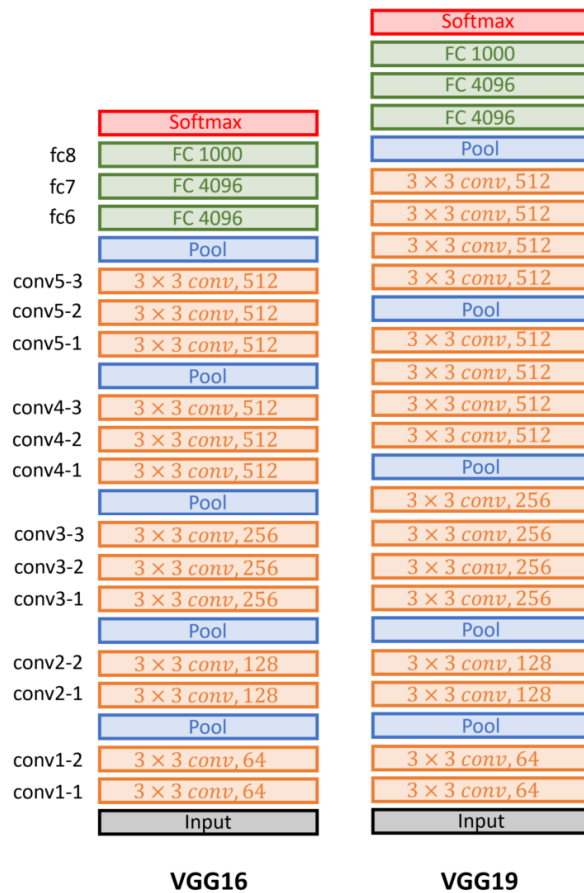 Softmax
FC 1000
FC 4096
FC 4096
Pool
3 × 3 conv, 512
3 × 3 conv, 512
3 × 3 conv, 512
3 × 3 conv, 512
Pool
3 × 3 conv, 512
3 × 3 conv, 512
3 × 3 conv, 512
3 × 3 conv, 512
Pool
3 × 3 conv, 256
3 × 3 conv, 256
3 × 3 conv, 256
3 × 3 conv, 256
Pool
3 × 3 conv, 128
3 × 3 conv, 128
Pool
3 × 3 conv, 64
3 × 3 conv, 64
Input
VGG19
Softmax
fc8 FC 1000
fc7 FC 4096
fc6 FC 4096
Pool
conv5-3 3 × 3 conv, 512
conv5-2 3 × 3 conv, 512
conv5-1 3 × 3 conv, 512
Pool
conv4-3 3 × 3 conv, 512
conv4-2 3 × 3 conv, 512
conv4-1 3 × 3 conv, 512
Pool
conv3-3 3 × 3 conv, 256
conv3-2 3 × 3 conv, 256
conv3-1 3 × 3 conv, 256
Pool
conv2-2 3 × 3 conv, 128
conv2-1 3 × 3 conv, 128
Pool
conv1-2 3 × 3 conv, 64
conv1-1 3 × 3 conv, 64
Input
VGG16